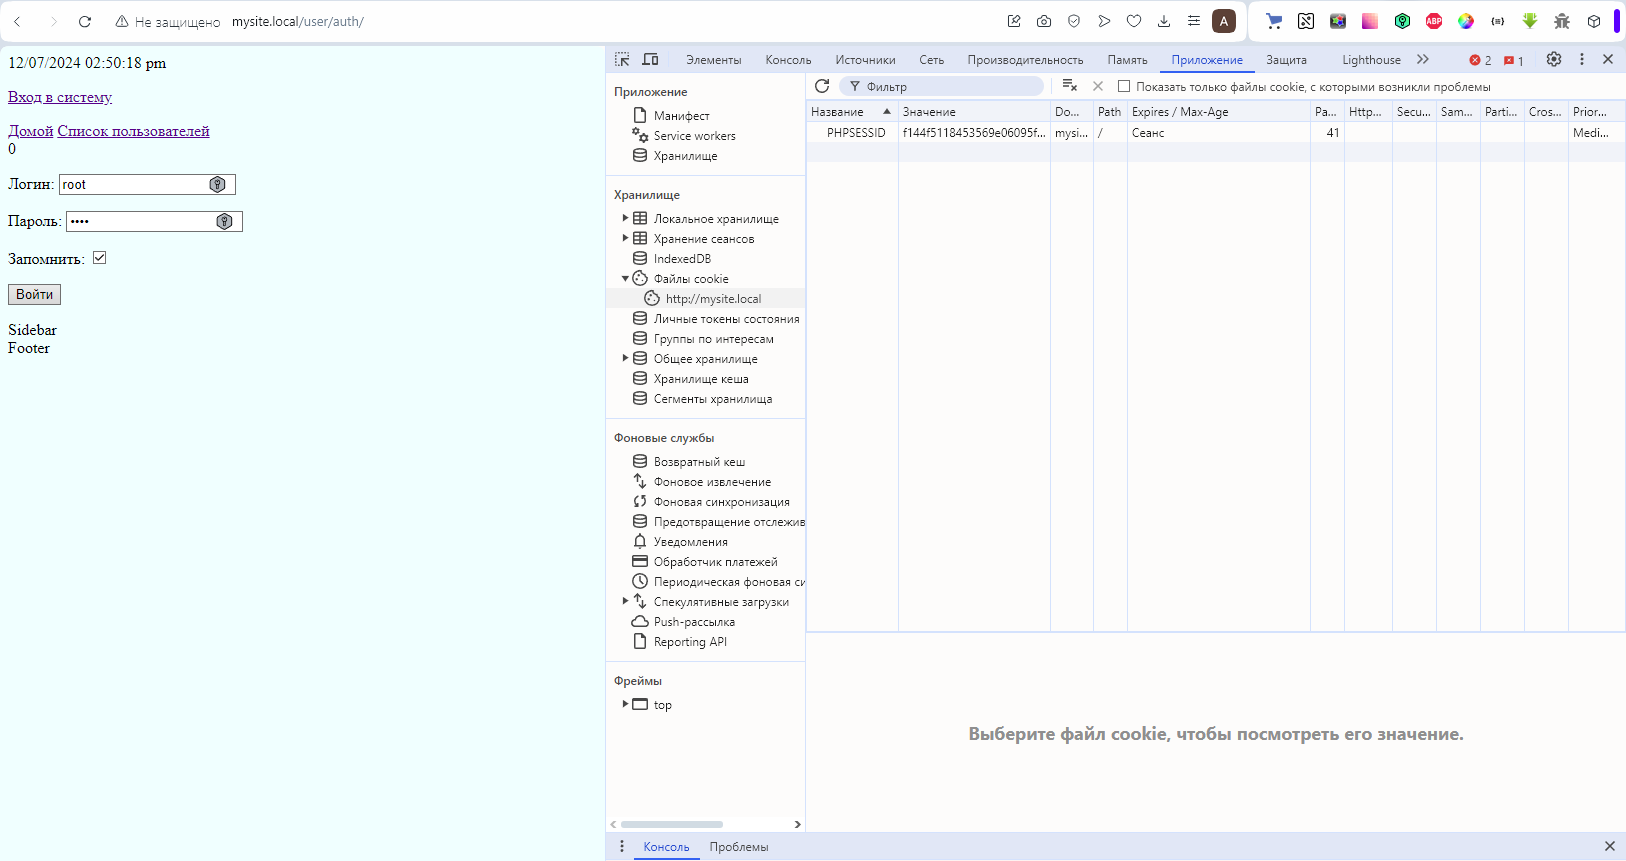 Не защищено mysite.local/user/auth/
A
ABP
12/07/2024 02:50:18 pm
Вход в систему
Домой Список пользователей
0
Логин: root
Пароль: ••••
Запомнить:
Войти
Sidebar
Footer
Элементы Консоль Источники Сеть Производительность Память Приложение Защита Lighthouse 2 1
Приложение
Манифест
Service workers
Хранилище
Хранилище
Локальное хранилище
Хранение сеансов
IndexedDB
Файлы cookie
http://mysite.local
Личные токены состояния
Группы по интересам
Общее хранилище
Хранилище кеша
Сегменты хранилища
Фоновые службы
Возвратный кеш
Фоновое извлечение
Фоновая синхронизация
Предотвращение отслежив
Уведомления
Обработчик платежей
Периодическая фоновая си
Спекулятивные загрузки
Push-рассылка
Reporting API
Фреймы
top
Фильтр Показать только файлы cookie, с которыми возникли проблемы
Название Значение Do... Path Expires / Max-Age Ра... Http... Secu... Sam... Parti... Cros... Prior...
PHPSESSID f144f5118453569e06095f... mysi... / Сеанс 41 Medi...
Выберите файл cookie, чтобы посмотреть его значение.
Консоль Проблемы